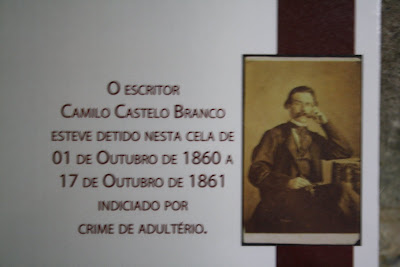 O ESCRITOR
CAMILO CASTELO BRANCO
ESTEVE DETIDO NESTA CELA DE
01 DE OUTUBRO DE 1860 A
17 DE OUTUBRO DE 1861
INDICIADO POR
CRIME DE ADULTÉRIO.